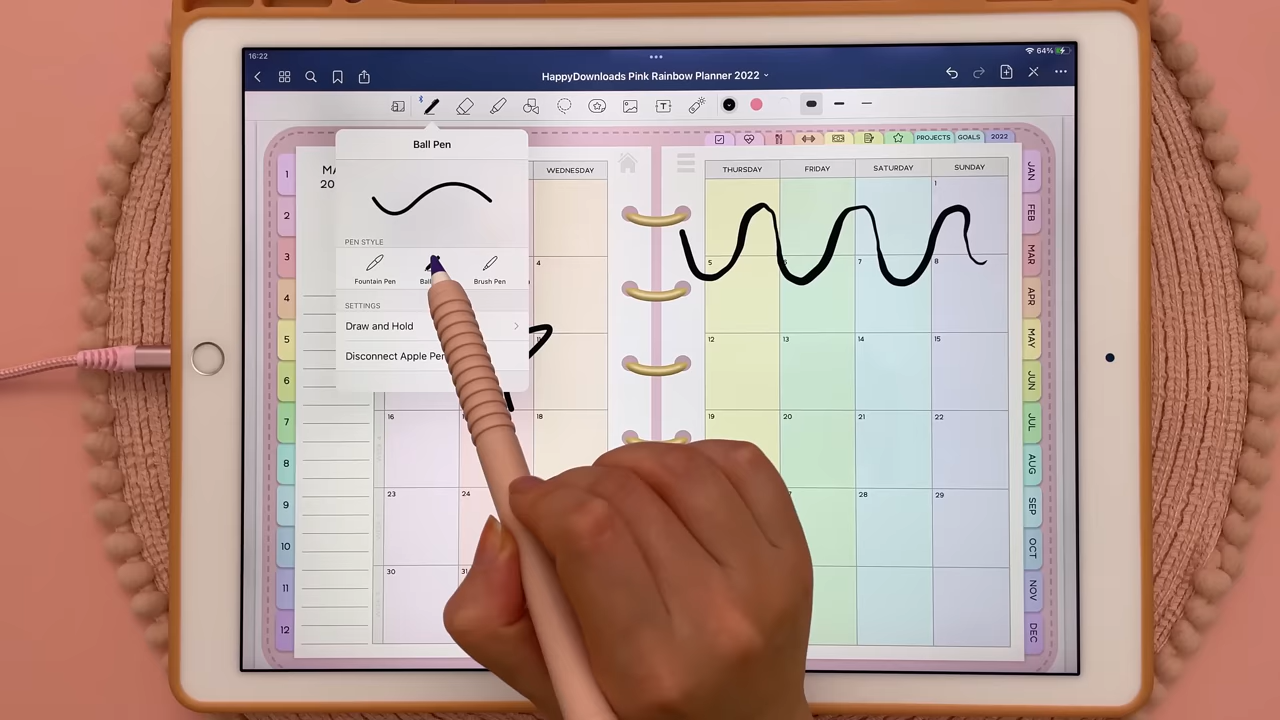 16:22
64%
HappyDownloads Pink Rainbow Planner 2022
Ball Pen
PEN STYLE
Fountain Pen
Brush Pen
SETTINGS
Draw and Hold
Disconnect Apple
PROJECTS
GOALS
2022
WEDNESDAY
THURSDAY
FRIDAY
SATURDAY
SUNDAY
1
4
5
7
8
12
13
14
15
16
18
19
20
21
22
23
24
28
29
30
31
1
2
3
4
5
6
7
8
9
10
11
12
JAN
FEB
MAR
APR
MAY
JUN
JUL
AUG
SEP
OCT
NOV
DEC